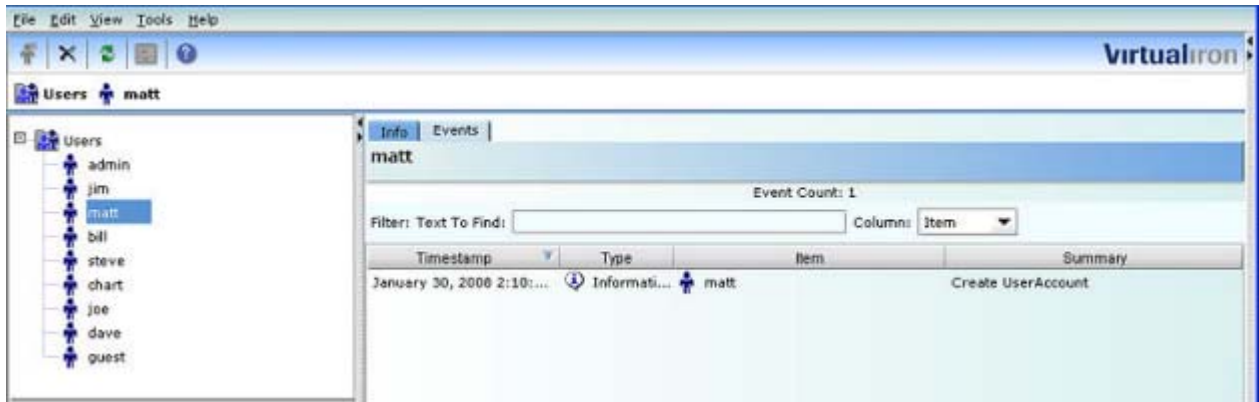 File Edit View Tools Help
VirtualIron
Users matt
Users
admin
jim
matt
bill
steve
chart
joe
dave
guest
Info Events
matt
Event Count: 1
Filter: Text To Find: Column: Item
Timestamp Type Item Summary
January 30, 2008 2:10:... Informati... matt Create UserAccount